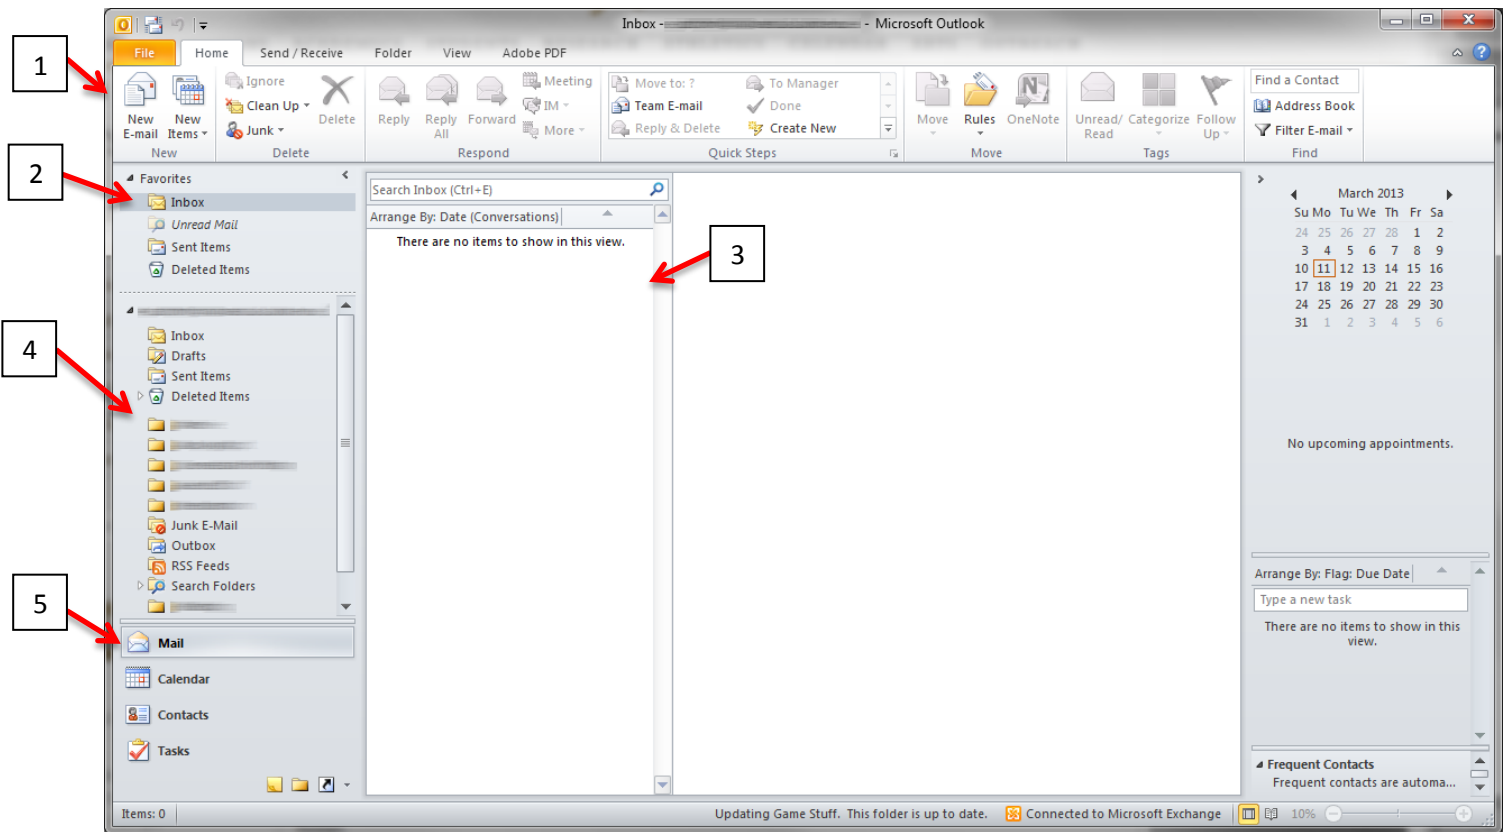 Inbox - - Microsoft Outlook
File Home Send / Receive Folder View Adobe PDF
1
New E-mail
New Items
New
Ignore
Clean Up
Junk
Delete
Delete
Reply
Reply All
Forward
Meeting
IM
More
Respond
Move to: ?
Team E-mail
Reply & Delete
To Manager
Done
Create New
Quick Steps
Move
Rules
OneNote
N
Move
Unread/ Read
Categorize
Follow Up
Tags
Find a Contact
Address Book
Filter E-mail
Find
2
Favorites
Inbox
Unread Mail
Sent Items
Deleted Items
4
Inbox
Drafts
Sent Items
Deleted Items
Junk E-Mail
Outbox
RSS Feeds
Search Folders
5
Mail
Calendar
Contacts
Tasks
Search Inbox (Ctrl+E)
Arrange By: Date (Conversations)
There are no items to show in this view.
3
March 2013
Su Mo Tu We Th Fr Sa
24 25 26 27 28 1 2
3 4 5 6 7 8 9
10 11 12 13 14 15 16
17 18 19 20 21 22 23
24 25 26 27 28 29 30
31 1 2 3 4 5 6
No upcoming appointments.
Arrange By: Flag: Due Date
Type a new task
There are no items to show in this
view.
Frequent Contacts
Frequent contacts are automa...
Items: 0
Updating Game Stuff. This folder is up to date.
Connected to Microsoft Exchange
10%